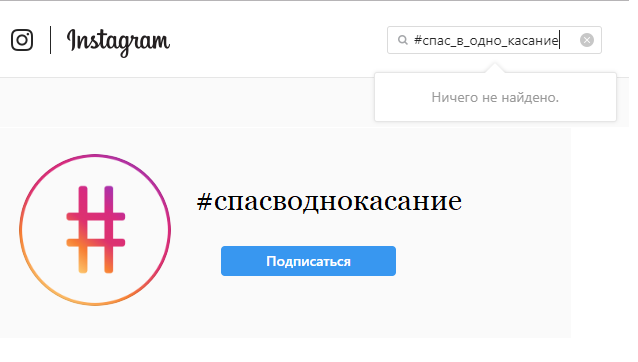 Instagram
#спас_в_одно_касание
Ничего не найдено.
#спасводнокасание
Подписаться